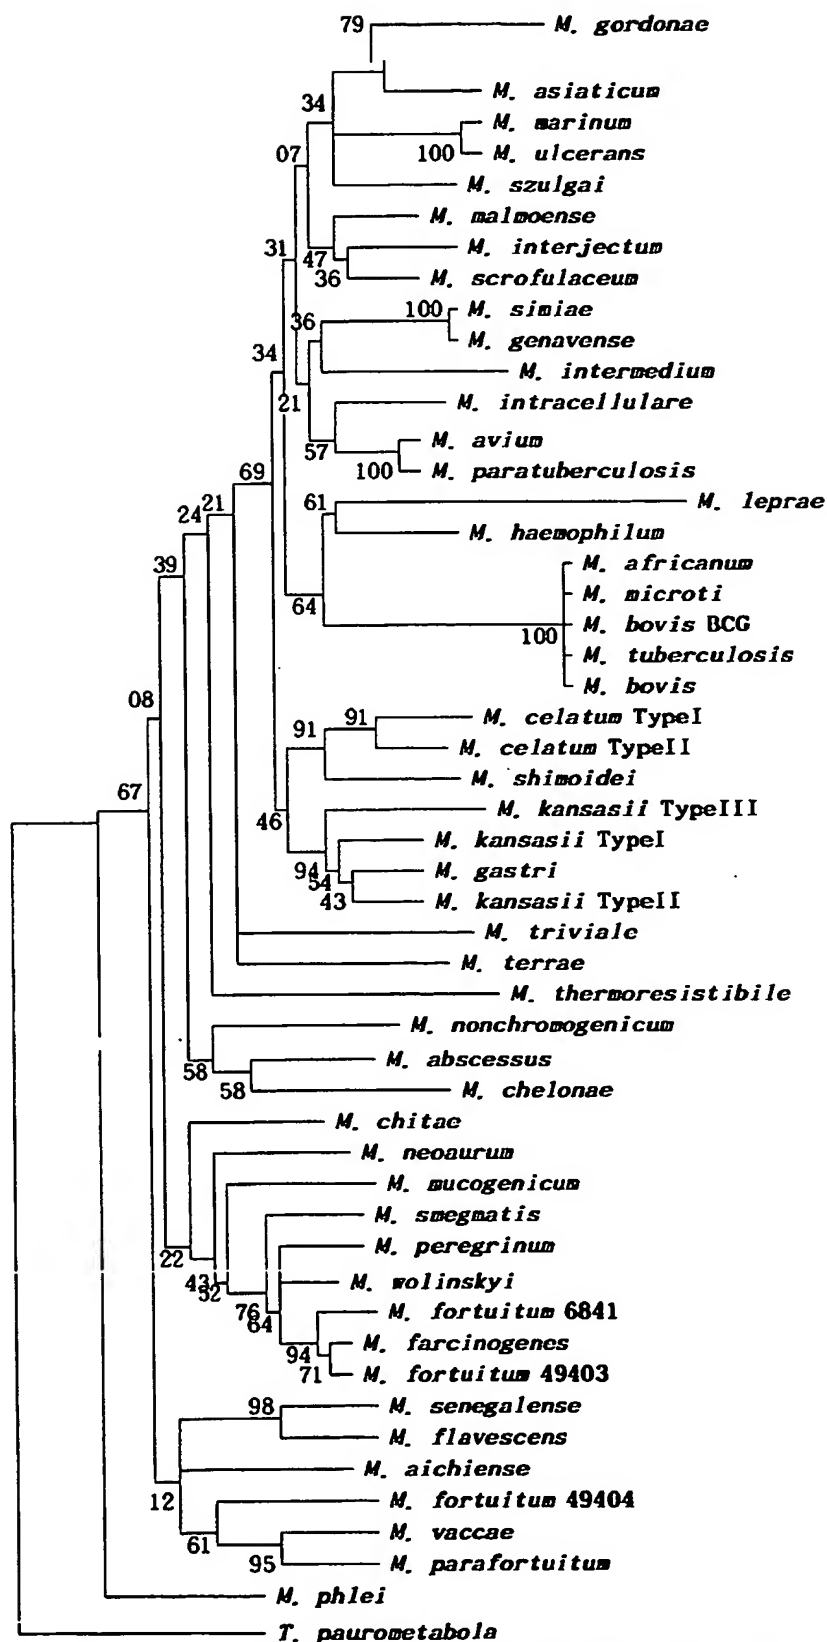 79 M. gordonae
M. asiaticum
34
M. marinum
07 100 M. ulcerans
M. szulgai
M. malmoense
31 47 M. interjectum
36 M. scrofulaceum
100 M. simiae
36
M. genavense
34
M. intermedium
21 M. intracellulare
M. avium
57
100 M. paratuberculosis
69
61 M. leprae
24 21
M. haemophilum
39 M. africanum
M. microti
64
100 M. bovis BCG
M. tuberculosis
M. bovis
08
91 91 M. celatum TypeI
M. celatum TypeII
M. shimoidei
67
46 M. kansasii TypeIII
M. kansasii TypeI
94 M. gastri
54
43 M. kansasii TypeII
M. triviale
M. terrae
M. thermoresistibile
M. nonchromogenicum
58 M. abscessus
58 M. chelonae
M. chitae
M. neoaurum
M. mucogenicum
M. smegmatis
22 M. peregrinum
43 52 M. wolinskyi
76 M. fortuitum 6841
64
94 M. farcinogenes
71 M. fortuitum 49403
98 M. senegalense
M. flavescens
M. aichiense
12 M. fortuitum 49404
61 M. vaccae
95 M. parafortuitum
M. phlei
T. paurometabola